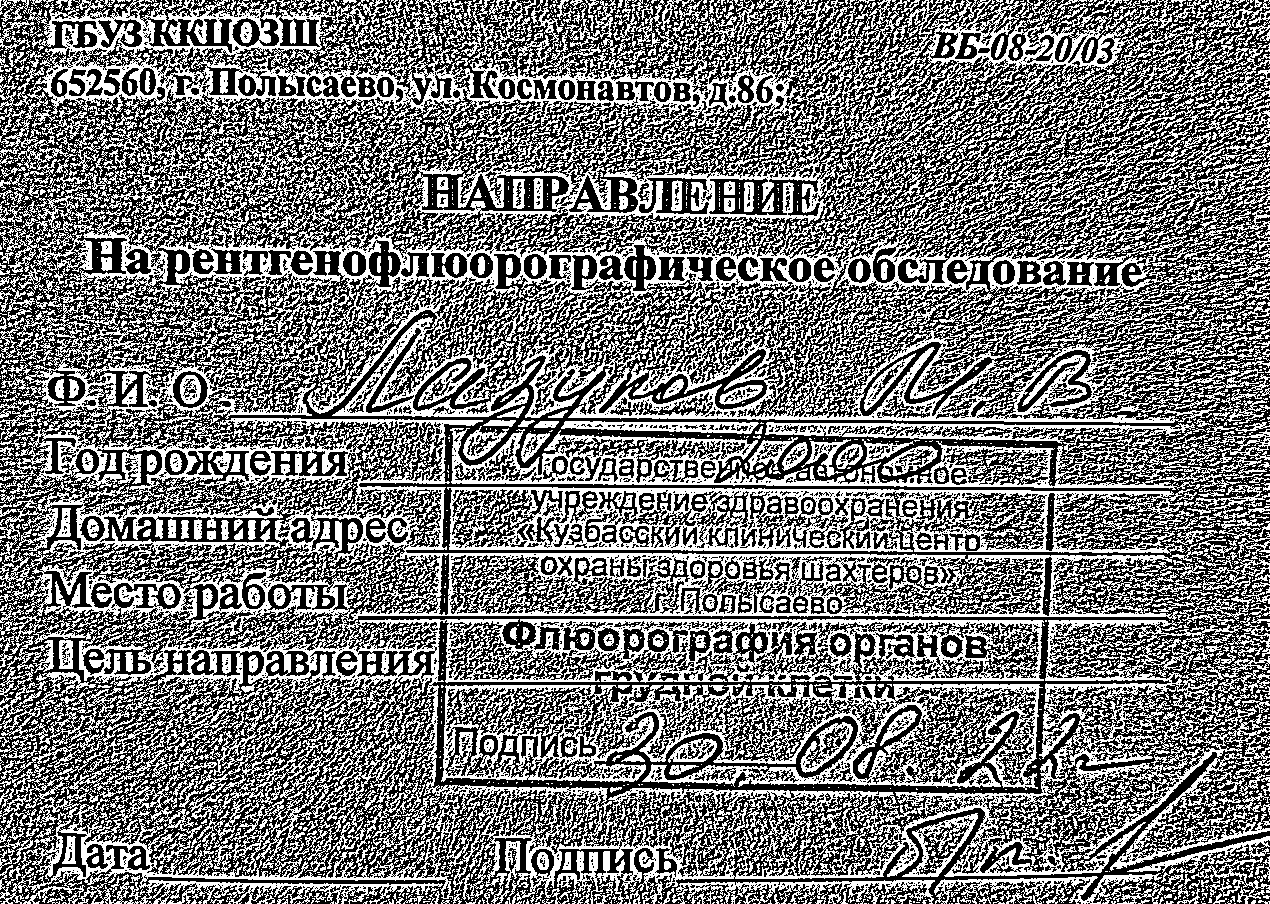 ГБУЗ ККЦОЗШ
ВБ-08-20/03
652560, г. Полысаево, ул. Космонавтов, д.86;
НАПРАВЛЕНИЕ
На рентгенофлюорографическое обследование
Ф. И. О. Лазуков И. В.
Год рождения 2000
Государственное автономное
учреждение здравоохранения
Домашний адрес
«Кузбасский клинический центр
охраны здоровья шахтеров»
Место работы
г. Полысаево
Флюорография органов
Цель направления
грудной клетки
Подпись 30.08.22г
Дата
Подпись